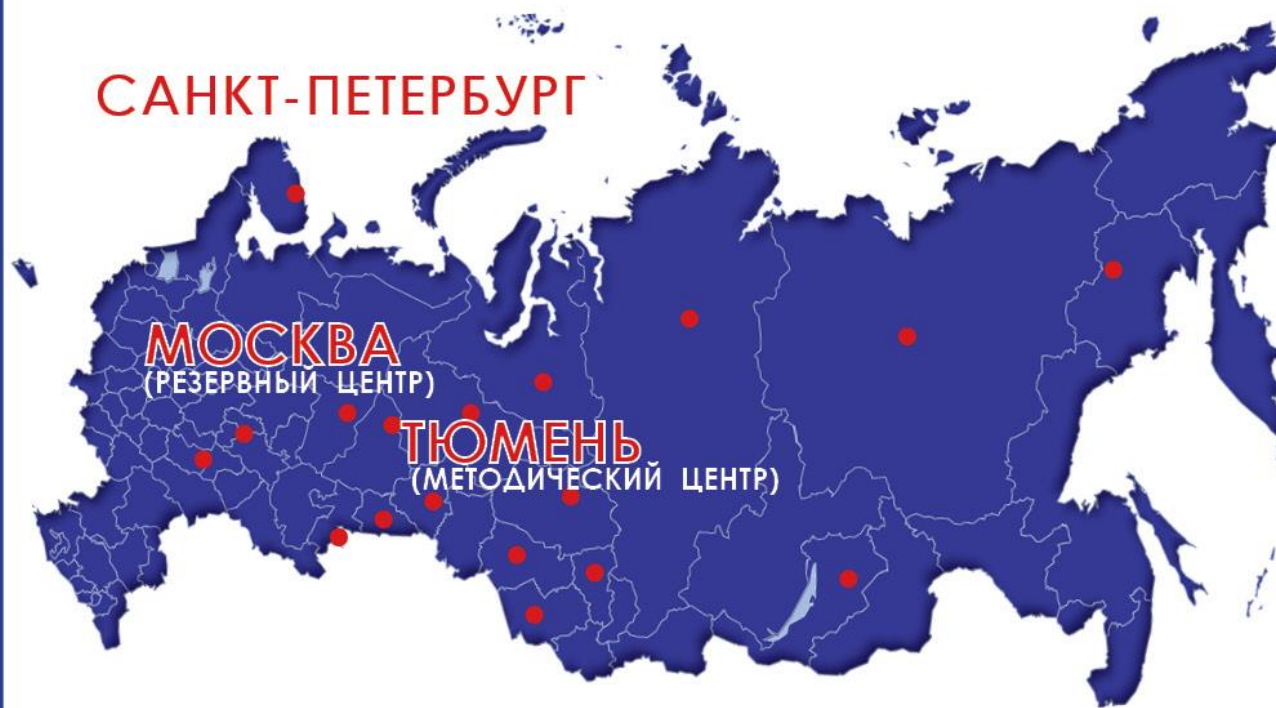 САНКТ-ПЕТЕРБУРГ
МОСКВА
(РЕЗЕРВНЫЙ ЦЕНТР)
ТЮМЕНЬ
(МЕТОДИЧЕСКИЙ ЦЕНТР)